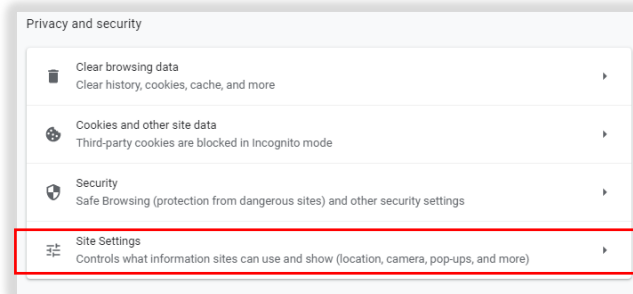 Privacy and security
Clear browsing data
Clear history, cookies, cache, and more
Cookies and other site data
Third-party cookies are blocked in Incognito mode
Security
Safe Browsing (protection from dangerous sites) and other security settings
Site Settings
Controls what information sites can use and show (location, camera, pop-ups, and more)